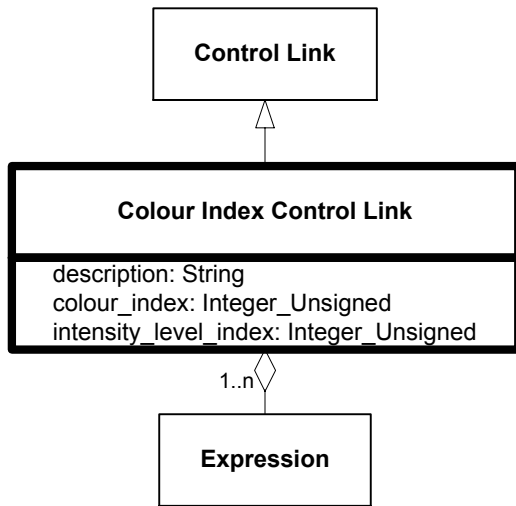 Control Link
Colour Index Control Link
description: String
colour_index: Integer_Unsigned
intensity_level_index: Integer_Unsigned
1..n
Expression